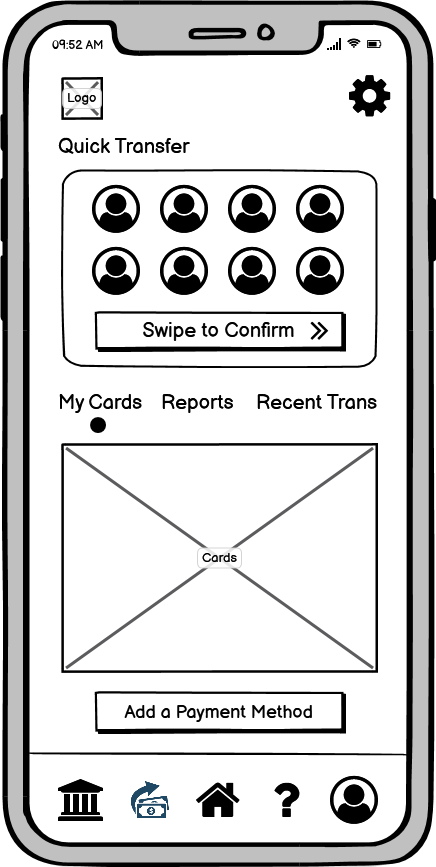 09:52 AM
Logo
Quick Transfer
Swipe to Confirm
My Cards Reports Recent Trans
Cards
Add a Payment Method
?